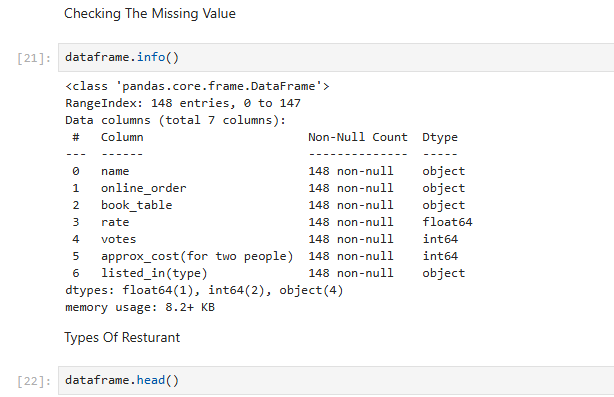 Checking The Missing Value
[21]: dataframe.info()
<class 'pandas.core.frame.DataFrame'>
RangeIndex: 148 entries, 0 to 147
Data columns (total 7 columns):
 #   Column                       Non-Null Count  Dtype
---  ------                       --------------  -----
 0   name                         148 non-null    object
 1   online_order                 148 non-null    object
 2   book_table                   148 non-null    object
 3   rate                         148 non-null    float64
 4   votes                        148 non-null    int64
 5   approx_cost(for two people)  148 non-null    int64
 6   listed_in(type)              148 non-null    object
dtypes: float64(1), int64(2), object(4)
memory usage: 8.2+ KB
Types Of Resturant
[22]: dataframe.head()